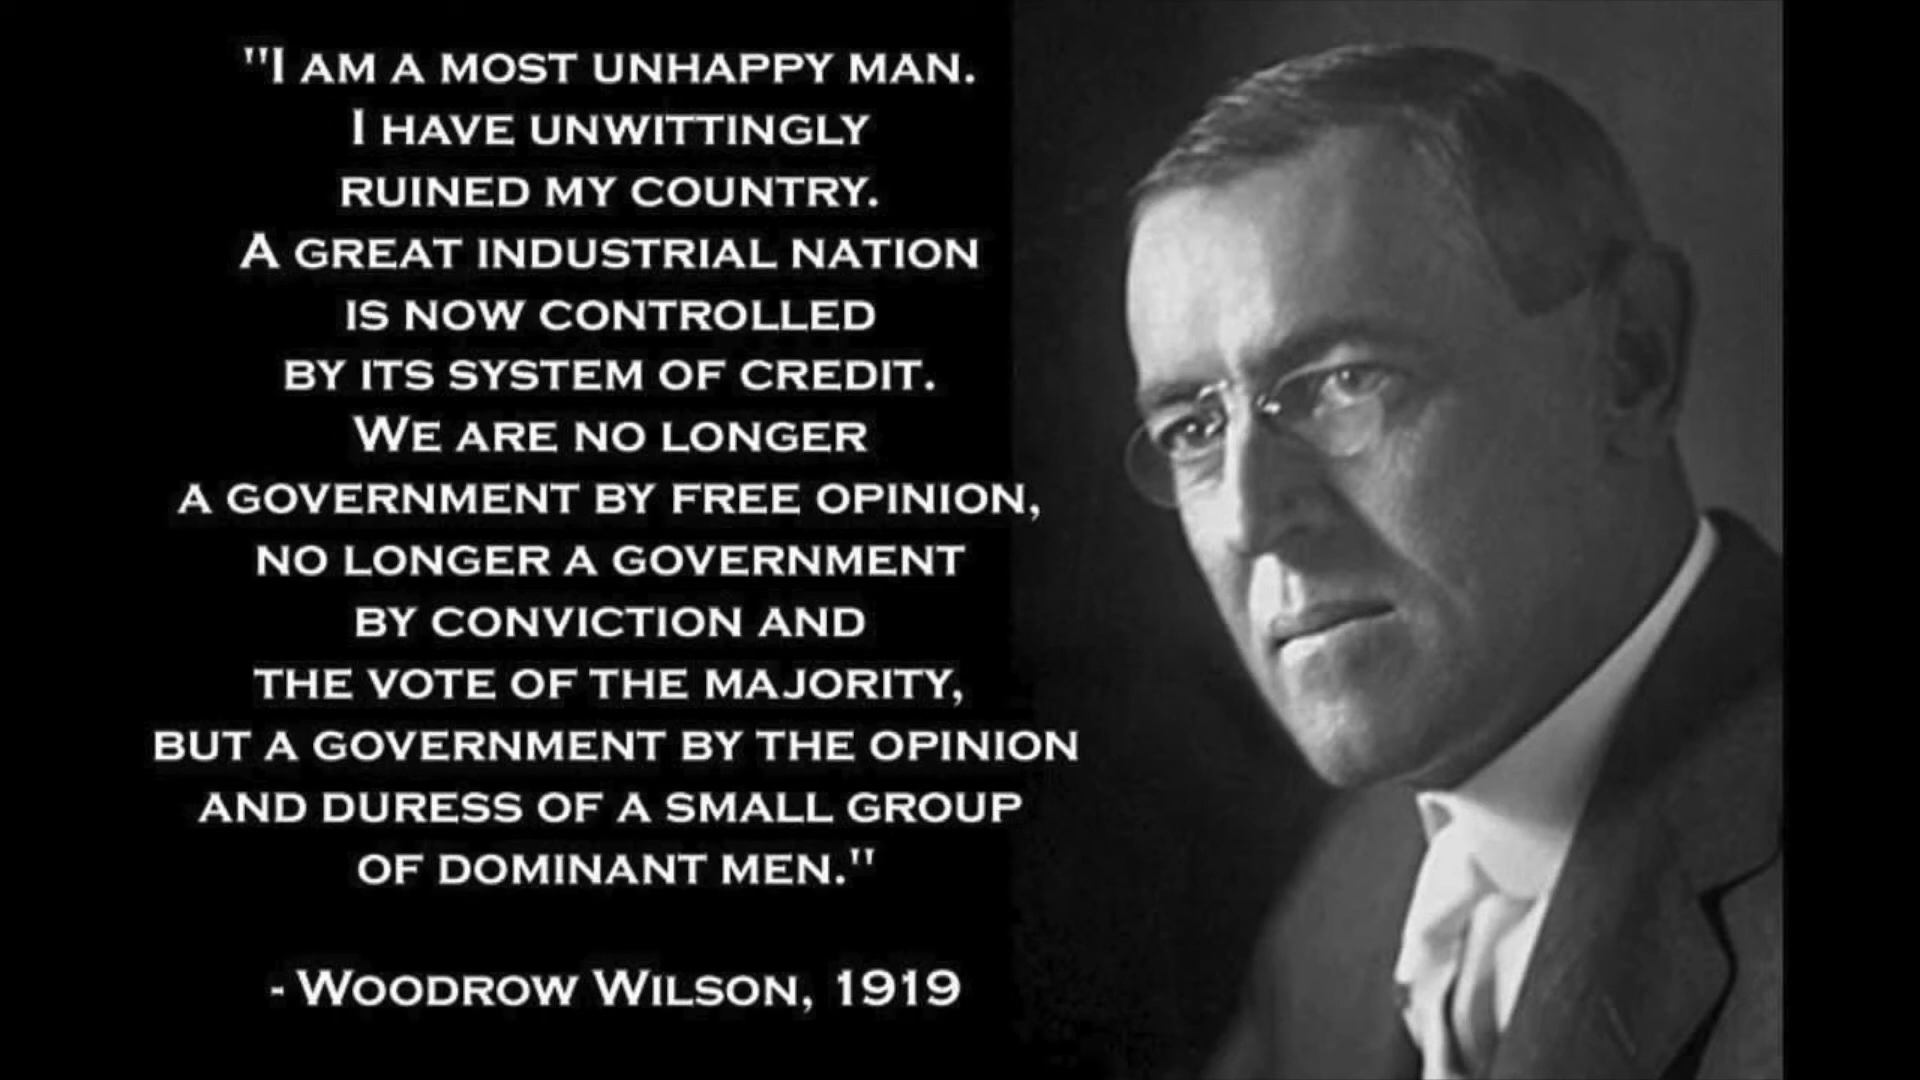 "I AM A MOST UNHAPPY MAN.
I HAVE UNWITTINGLY
RUINED MY COUNTRY.
A GREAT INDUSTRIAL NATION
IS NOW CONTROLLED
BY ITS SYSTEM OF CREDIT.
WE ARE NO LONGER
A GOVERNMENT BY FREE OPINION,
NO LONGER A GOVERNMENT
BY CONVICTION AND
THE VOTE OF THE MAJORITY,
BUT A GOVERNMENT BY THE OPINION
AND DURESS OF A SMALL GROUP
OF DOMINANT MEN."
- WOODROW WILSON, 1919